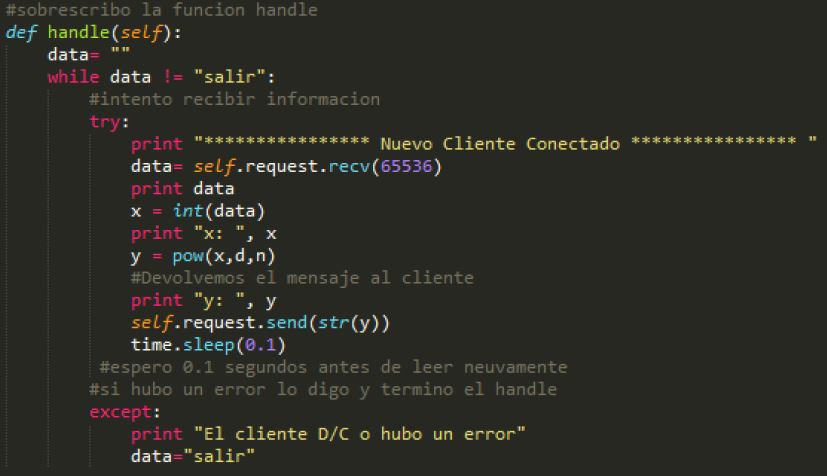 #sobrescribo la funcion handle
def handle(self):
data= ""
while data != "salir":
#intento recibir informacion
try:
print "**************** Nuevo Cliente Conectado **************** "
data= self.request.recv(65536)
print data
x = int(data)
print "x: ", x
y = pow(x,d,n)
#Devolvemos el mensaje al cliente
print "y: ", y
self.request.send(str(y))
time.sleep(0.1)
#espero 0.1 segundos antes de leer neuvamente
#si hubo un error lo digo y termino el handle
except:
print "El cliente D/C o hubo un error"
data="salir"